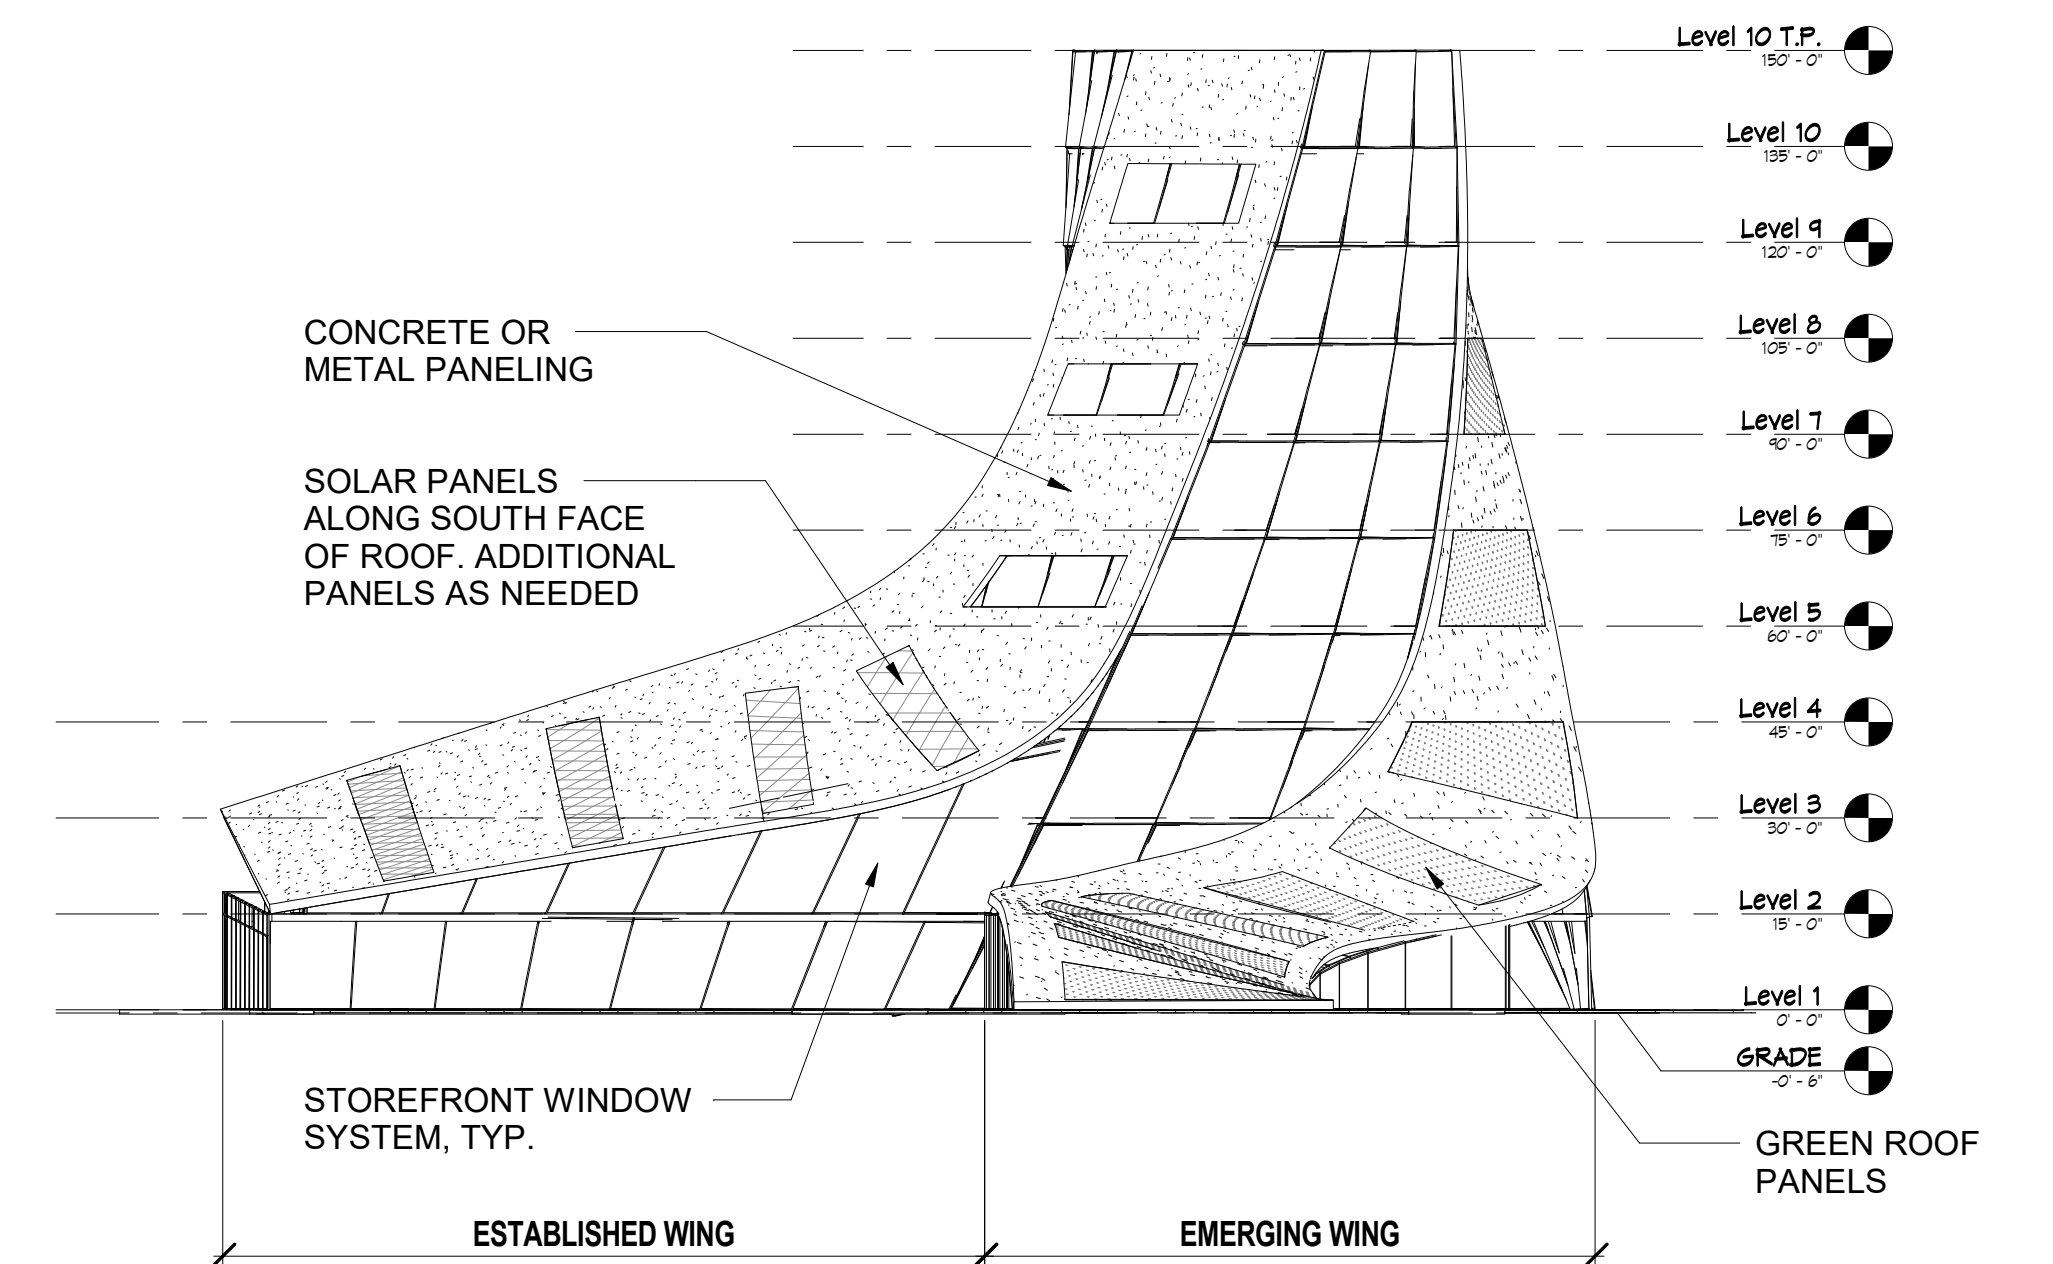 Level 10 T.P.
150' - 0"
Level 10
135' - 0"
Level 9
120' - 0"
CONCRETE OR
METAL PANELING
Level 8
105' - 0"
Level 7
90' - 0"
SOLAR PANELS
ALONG SOUTH FACE
OF ROOF. ADDITIONAL
PANELS AS NEEDED
Level 6
75' - 0"
Level 5
60' - 0"
Level 4
45' - 0"
Level 3
30' - 0"
Level 2
15' - 0"
Level 1
0' - 0"
GRADE
-0' - 6"
STOREFRONT WINDOW
SYSTEM, TYP.
GREEN ROOF
PANELS
ESTABLISHED WING
EMERGING WING